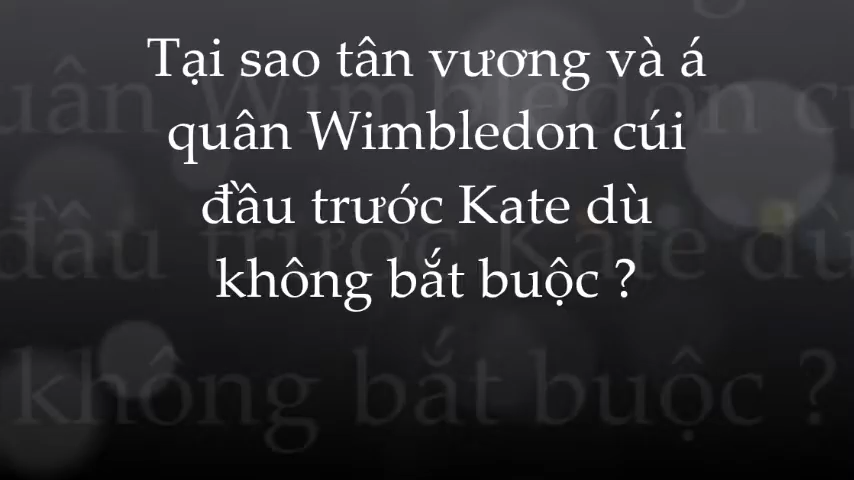 Tại sao tân vương và á
quân Wimbledon cúi
đầu trước Kate dù
không bắt buộc ?